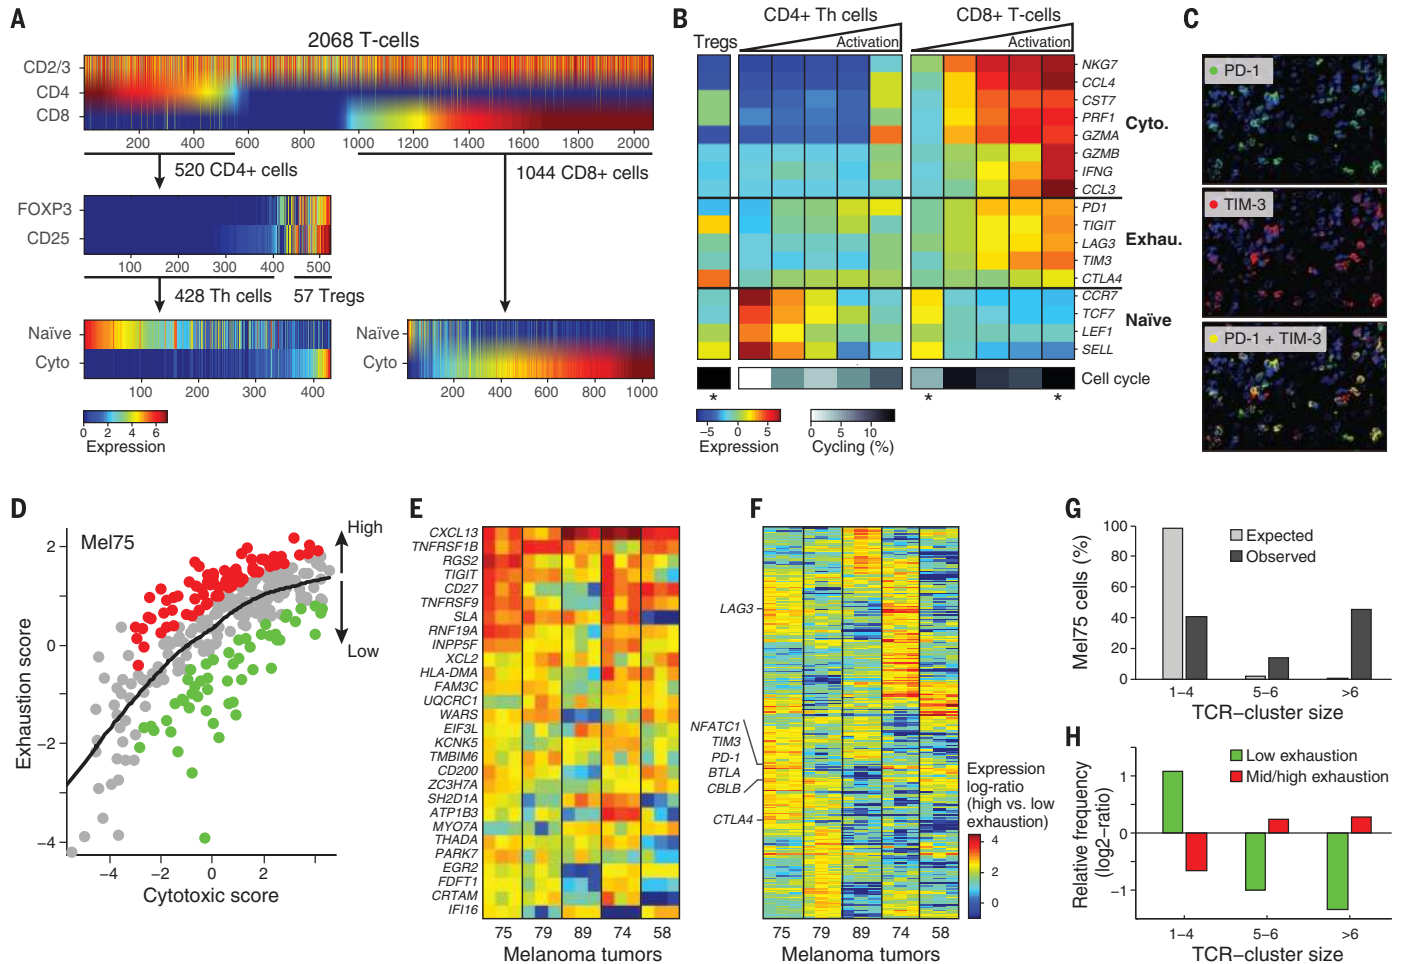 A
2068 T-cells
CD2/3
CD4
CD8
200 400 600 800 1000 1200 1400 1600 1800 2000
520 CD4+ cells
1044 CD8+ cells
FOXP3
CD25
100 200 300 400 500
428 Th cells
57 Tregs
Naïve
Cyto
100 200 300 400
Naïve
Cyto
200 400 600 800 1000
0 2 4 6
Expression
B
CD4+ Th cells
CD8+ T-cells
Tregs
Activation
Activation
NKG7
CCL4
CST7
PRF1
GZMA
GZMB
IFNG
CCL3
Cyto.
PD1
TIGIT
LAG3
TIM3
CTLA4
Exhau.
CCR7
TCF7
LEF1
SELL
Naïve
Cell cycle
* * *
−5 0 5
Expression
0 5 10
Cycling (%)
C
PD-1
TIM-3
PD-1 + TIM-3
D
Mel75
High
Low
2
0
−2
−4
Exhaustion score
−4 −2 0 2
Cytotoxic score
E
CXCL13
TNFRSF1B
RGS2
TIGIT
CD27
TNFRSF9
SLA
RNF19A
INPP5F
XCL2
HLA-DMA
FAM3C
UQCRC1
WARS
EIF3L
KCNK5
TMBIM6
CD200
ZC3H7A
SH2D1A
ATP1B3
MYO7A
THADA
PARK7
EGR2
FDFT1
CRTAM
IFI16
75 79 89 74 58
Melanoma tumors
F
LAG3
NFATC1
TIM3
PD-1
BTLA
CBLB
CTLA4
75 79 89 74 58
Melanoma tumors
Expression
log-ratio
(high vs. low
exhaustion)
4
2
0
G
100
80
60
40
20
0
Mel75 cells (%)
Expected
Observed
1−4 5−6 >6
TCR−cluster size
H
Low exhaustion
Mid/high exhaustion
1
0
−1
Relative frequency
(log2−ratio)
1−4 5−6 >6
TCR−cluster size